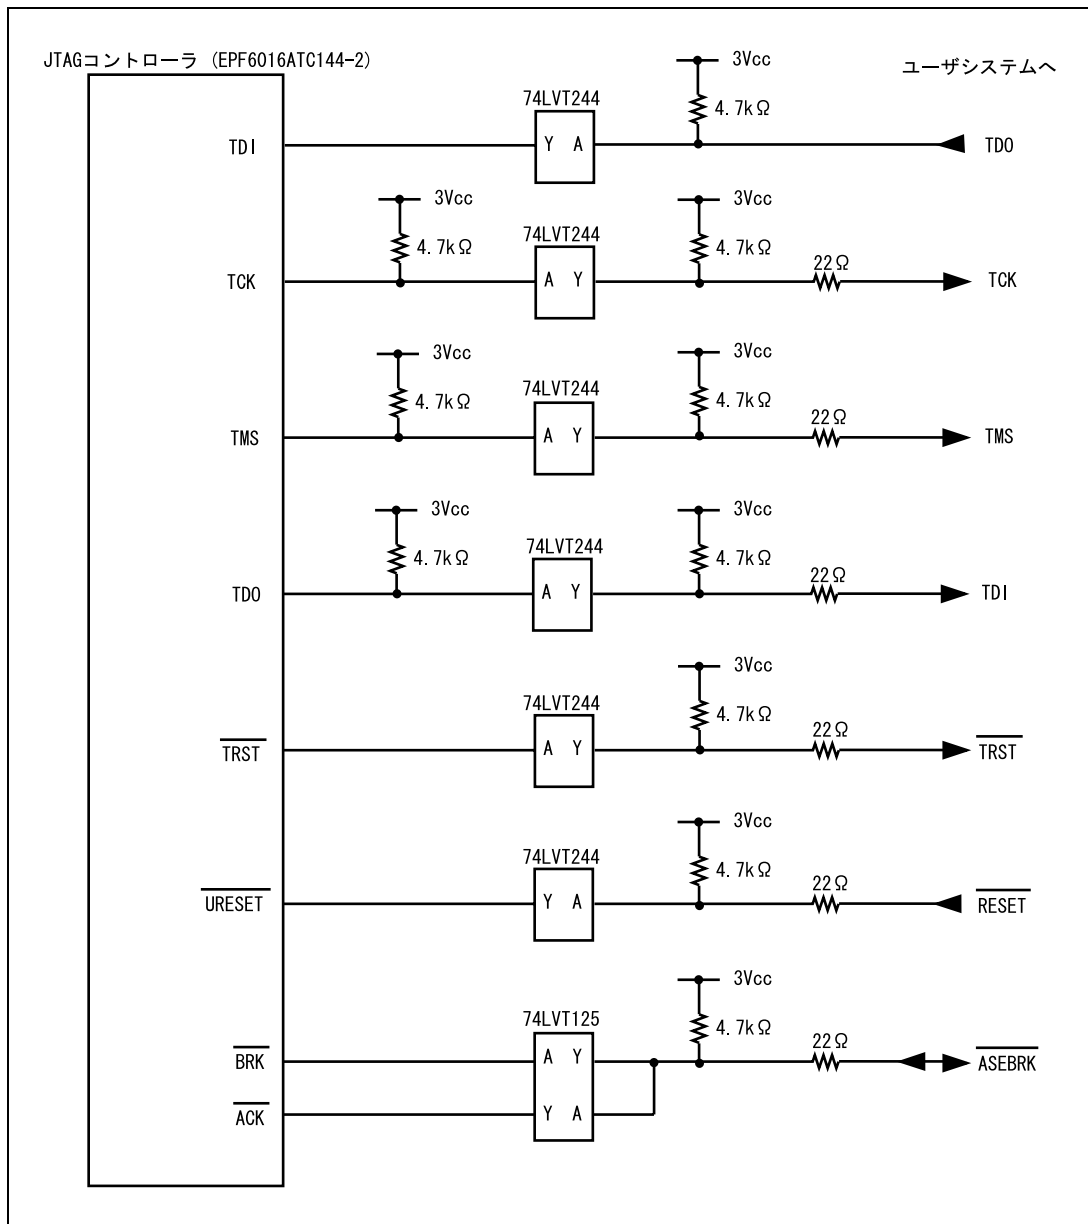 JTAGコントローラ (EPF6016ATC144-2)
ユーザシステムへ
3Vcc
4.7kΩ
74LVT244
TDI
Y A
TDO
3Vcc
4.7kΩ
74LVT244
3Vcc
4.7kΩ
22Ω
TCK
A Y
TCK
3Vcc
4.7kΩ
74LVT244
3Vcc
4.7kΩ
22Ω
TMS
A Y
TMS
3Vcc
4.7kΩ
74LVT244
3Vcc
4.7kΩ
22Ω
TDO
A Y
TDI
74LVT244
3Vcc
4.7kΩ
22Ω
TRST
A Y
TRST
74LVT244
3Vcc
4.7kΩ
22Ω
URESET
Y A
RESET
74LVT125
3Vcc
4.7kΩ
22Ω
BRK
A Y
ASEBRK
ACK
Y A